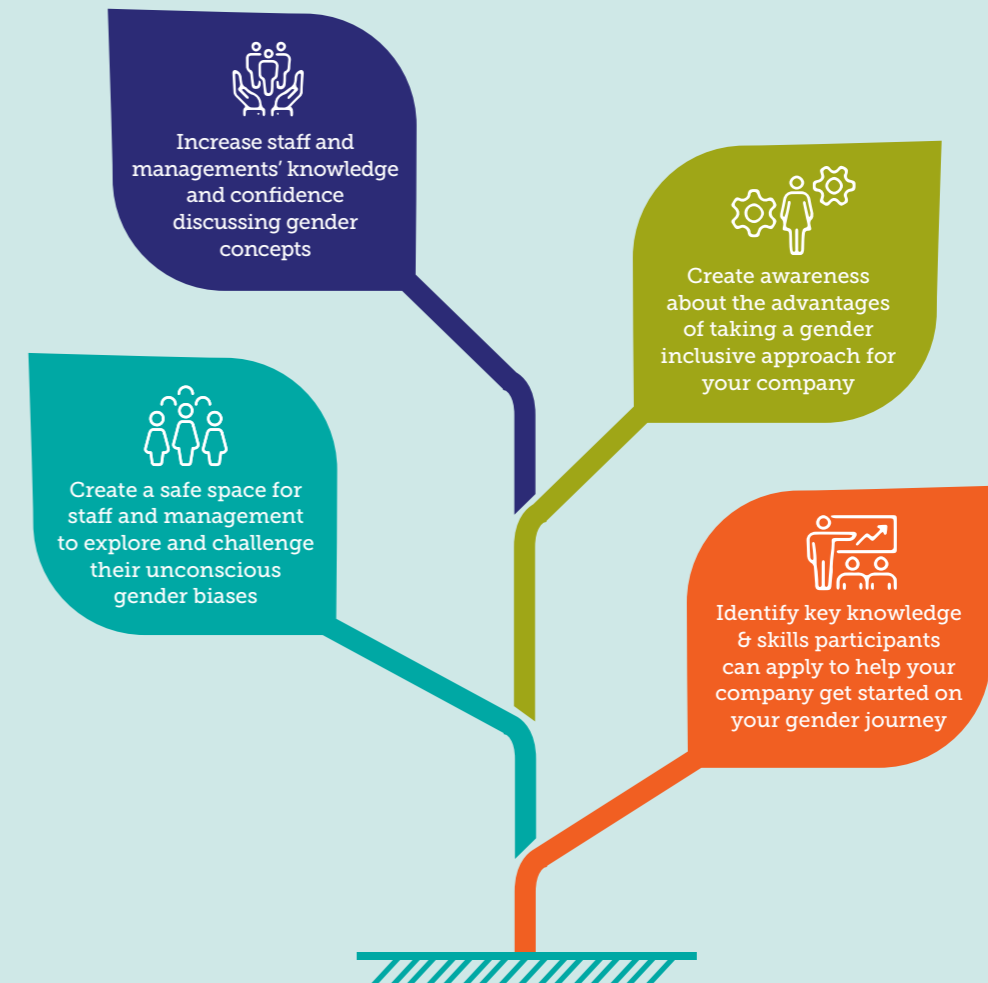 Increase staff and
managements’ knowledge
and confidence
discussing gender
concepts
Create awareness
about the advantages
of taking a gender
inclusive approach for
your company
Create a safe space for
staff and management
to explore and challenge
their unconscious
gender biases
Identify key knowledge
& skills participants
can apply to help your
company get started on
your gender journey